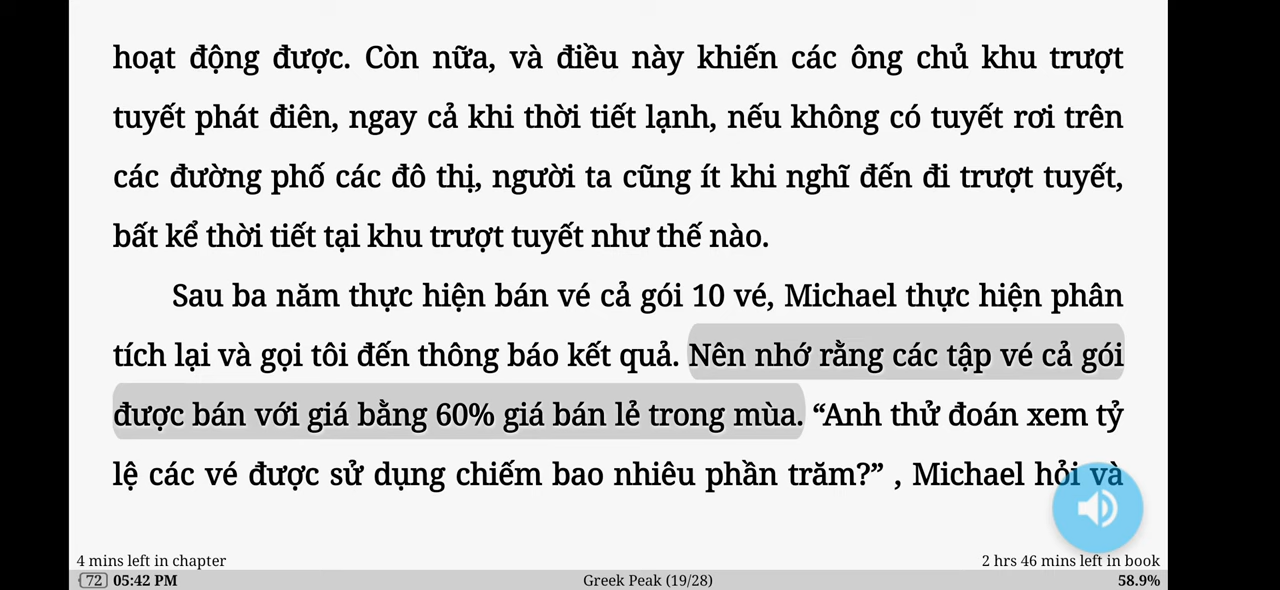 hoạt động được. Còn nữa, và điều này khiến các ông chủ khu trượt
tuyết phát điên, ngay cả khi thời tiết lạnh, nếu không có tuyết rơi trên
các đường phố các đô thị, người ta cũng ít khi nghĩ đến đi trượt tuyết,
bất kể thời tiết tại khu trượt tuyết như thế nào.
Sau ba năm thực hiện bán vé cả gói 10 vé, Michael thực hiện phân
tích lại và gọi tôi đến thông báo kết quả. Nên nhớ rằng các tập vé cả gói
được bán với giá bằng 60% giá bán lẻ trong mùa. “Anh thử đoán xem tỷ
lệ các vé được sử dụng chiếm bao nhiêu phần trăm?” , Michael hỏi và
4 mins left in chapter
2 hrs 46 mins left in book
72 05:42 PM
Greek Peak (19/28)
58.9%